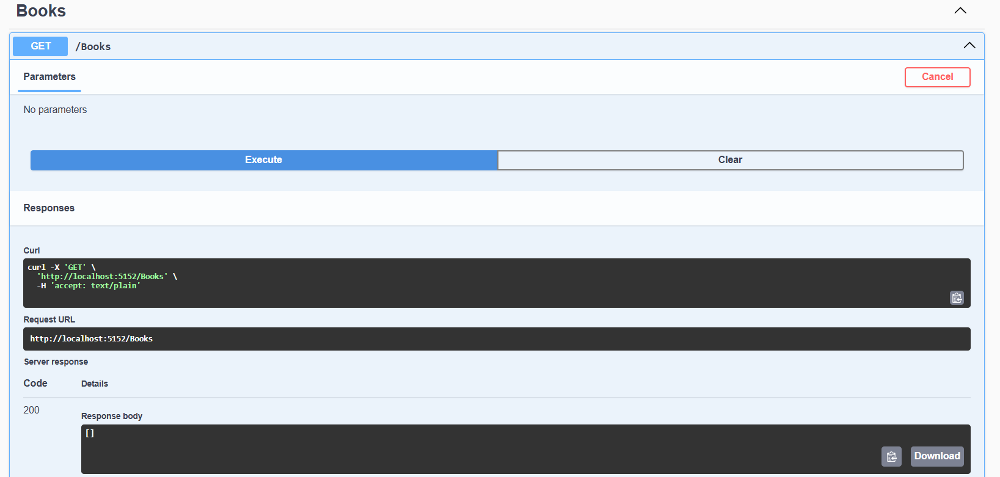 Books
GET /Books
Parameters Cancel
No parameters
Execute Clear
Responses
Curl
curl -X 'GET' \
'http://localhost:5152/Books' \
-H 'accept: text/plain'
Request URL
http://localhost:5152/Books
Server response
Code Details
200
Response body
[]
Download